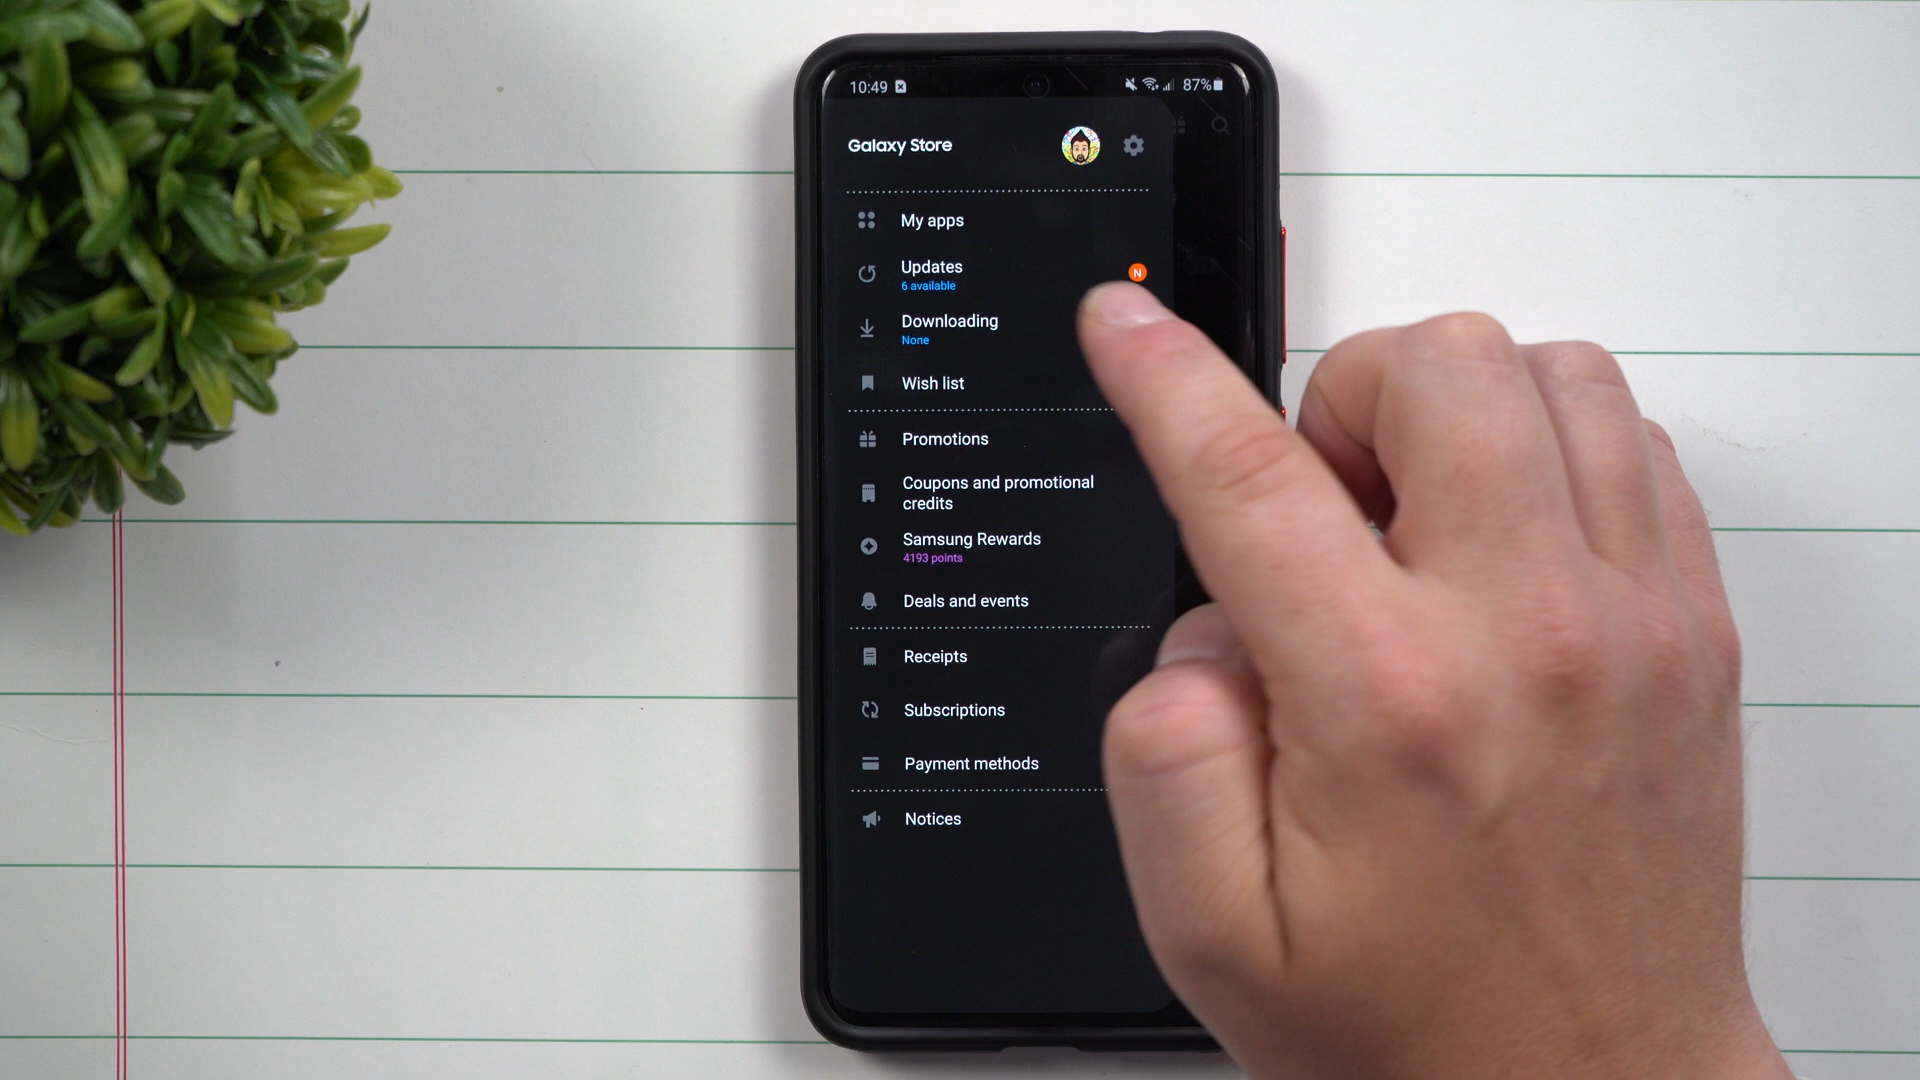 10:49
87%
Galaxy Store
My apps
Updates
N
6 available
Downloading
None
Wish list
Promotions
Coupons and promotional
credits
Samsung Rewards
4193 points
Deals and events
Receipts
Subscriptions
Payment methods
Notices